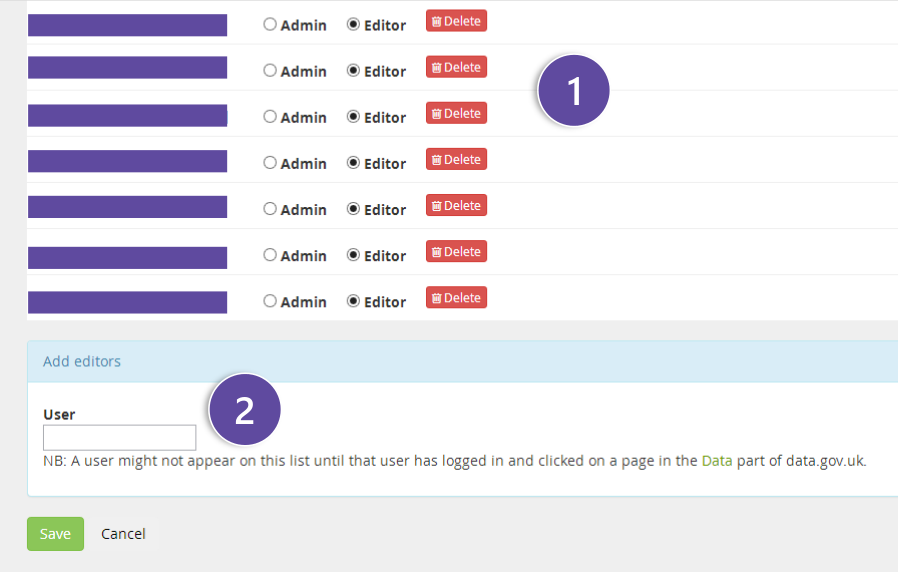 Admin Editor Delete
Admin Editor Delete
1
Admin Editor Delete
Admin Editor Delete
Admin Editor Delete
Admin Editor Delete
Admin Editor Delete
Add editors
2
User
NB: A user might not appear on this list until that user has logged in and clicked on a page in the Data part of data.gov.uk.
Save Cancel